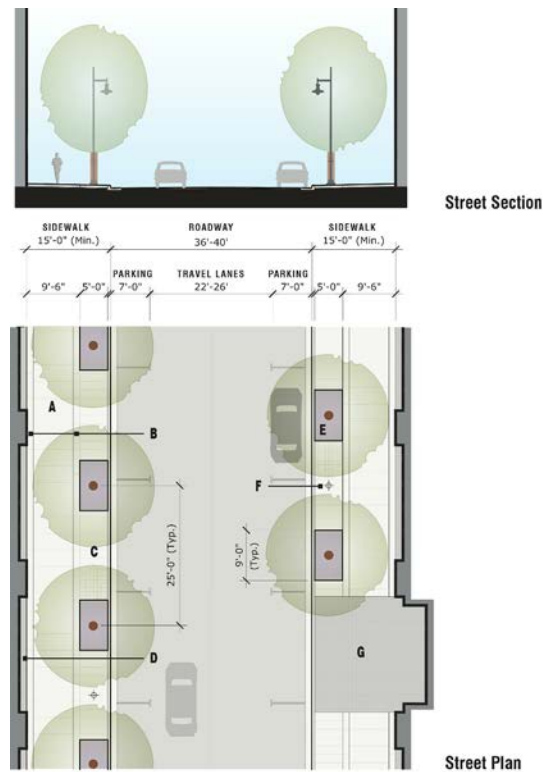 Street Section
SIDEWALK ROADWAY SIDEWALK
15'-0" (Min.) 36'-40' 15'-0" (Min.)
PARKING TRAVEL LANES PARKING
9'-6" 5'-0" 7'-0" 22'-26' 7'-0" 5'-0" 9'-6"
A
E
B
F
C
25'-0" (Typ.)
9'-0"
(Typ.)
D
G
Street Plan